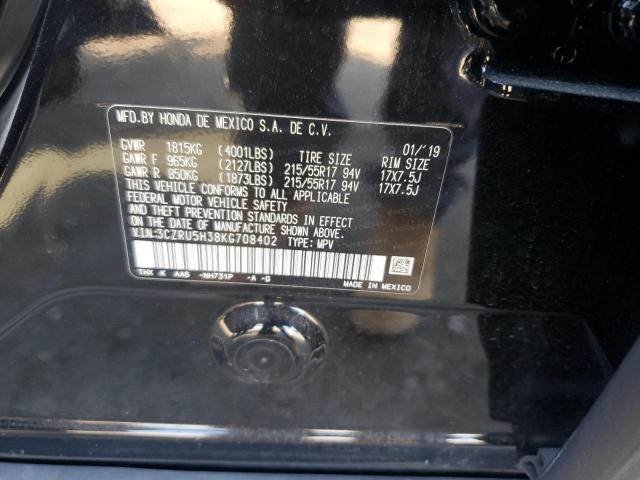 MFD.BY HONDA DE MEXICO S.A. DE C.V. 01/'19
GVWR 1815KG (4001LBS) TIRE SIZE RIM SIZE
GAWR F 965KG (2127LBS) 215/55R17 94V 17X7.5J
GAWR R 850KG (1873LBS) 215/55R17 94V 17X7.5J
THIS VEHICLE CONFORMS TO ALL APPLICABLE
FEDERAL MOTOR VEHICLE SAFETY
AND THEFT PREVENTION STANDARDS IN EFFECT
ON THE DATE OF MANUFACTURE SHOWN ABOVE.
V.I.N:3CZRU5H38KG708402 TYPE: MPV
THX K AA6 -NH731P -A -G
MADE IN MEXICO